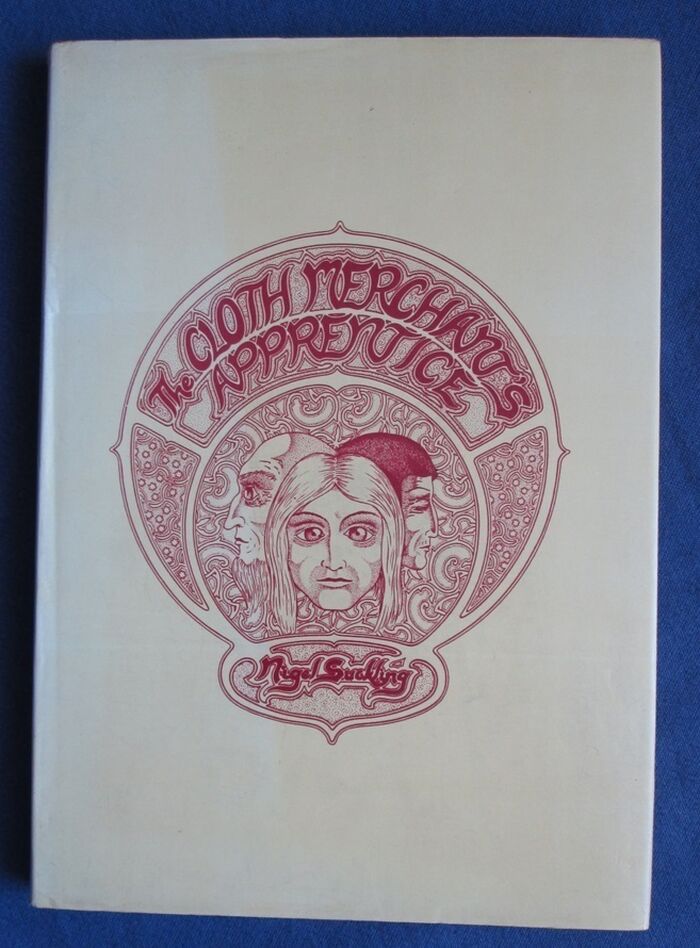 The CLOTH MERCHANT'S
APPRENTICE
Nigel Suckling